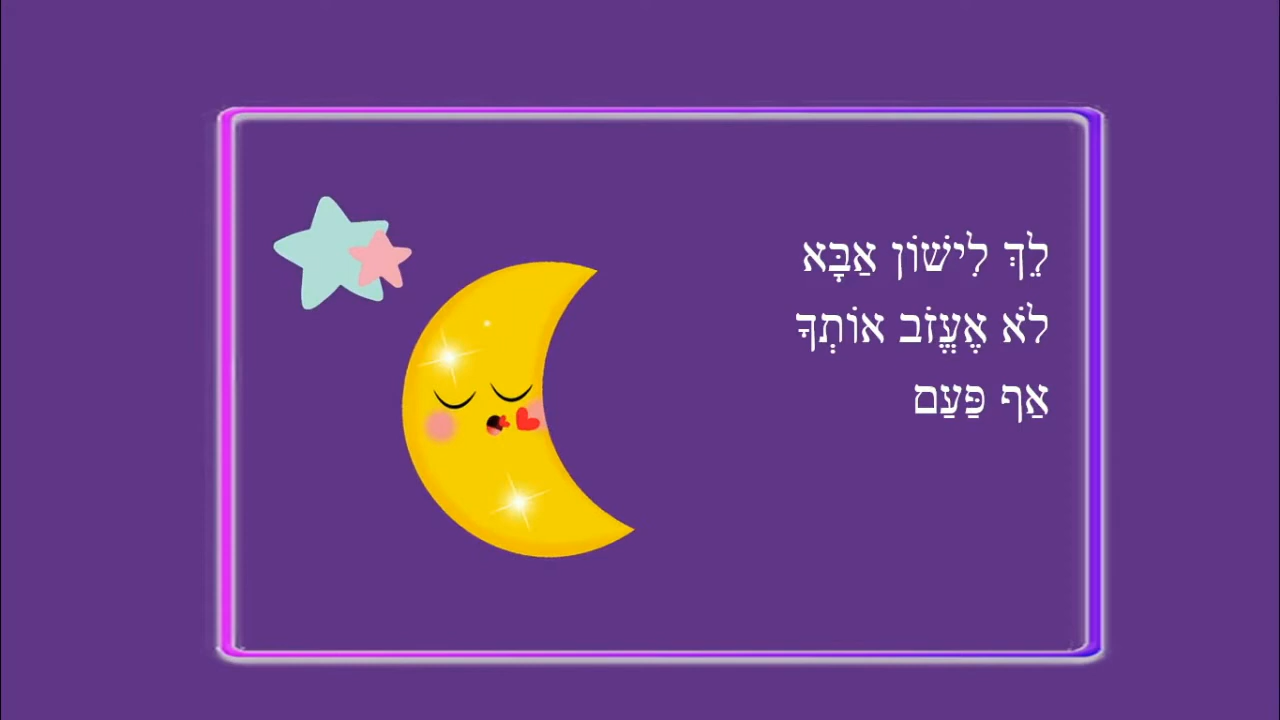 לֵךְ לִישׁוֹן אַבָּא
לֹא אֶעֱזֹב אוֹתְךָ
אַף פַּעַם